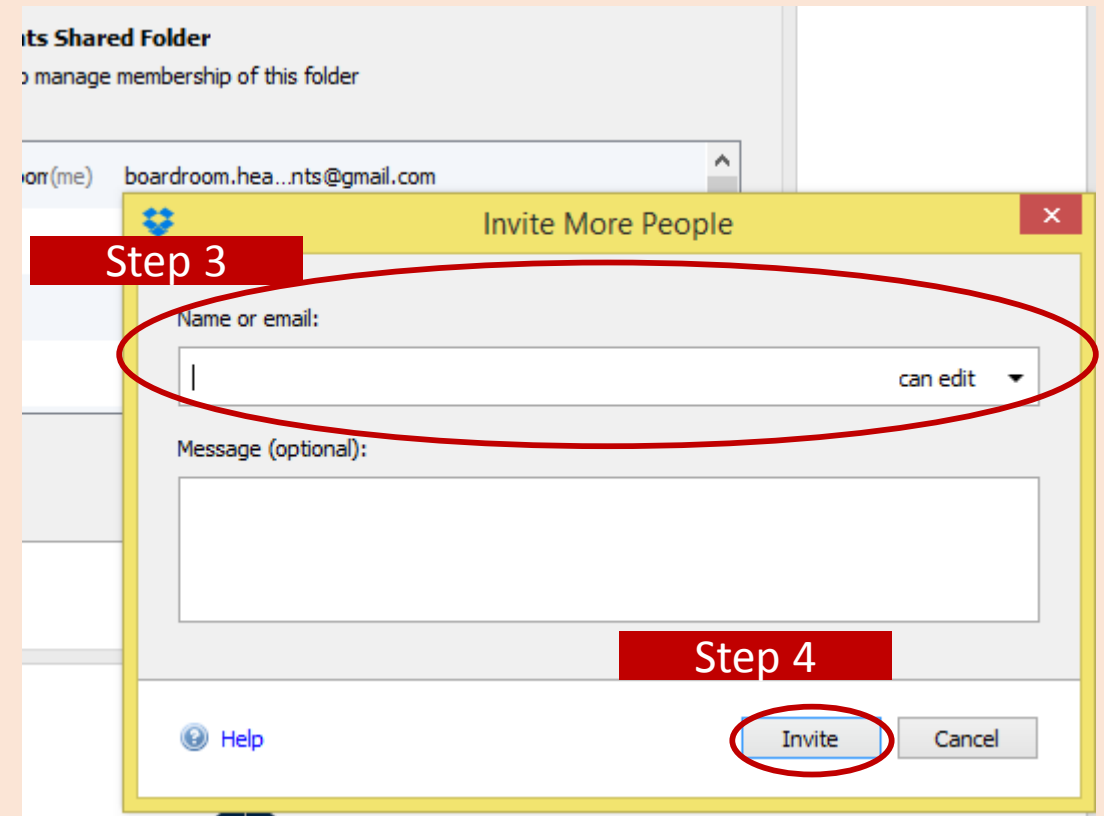 ts Shared Folder
manage membership of this folder
(me) boardroom.hea...nts@gmail.com
Invite More People
Step 3
Name or email:
can edit
Message (optional):
Step 4
Help
Invite Cancel